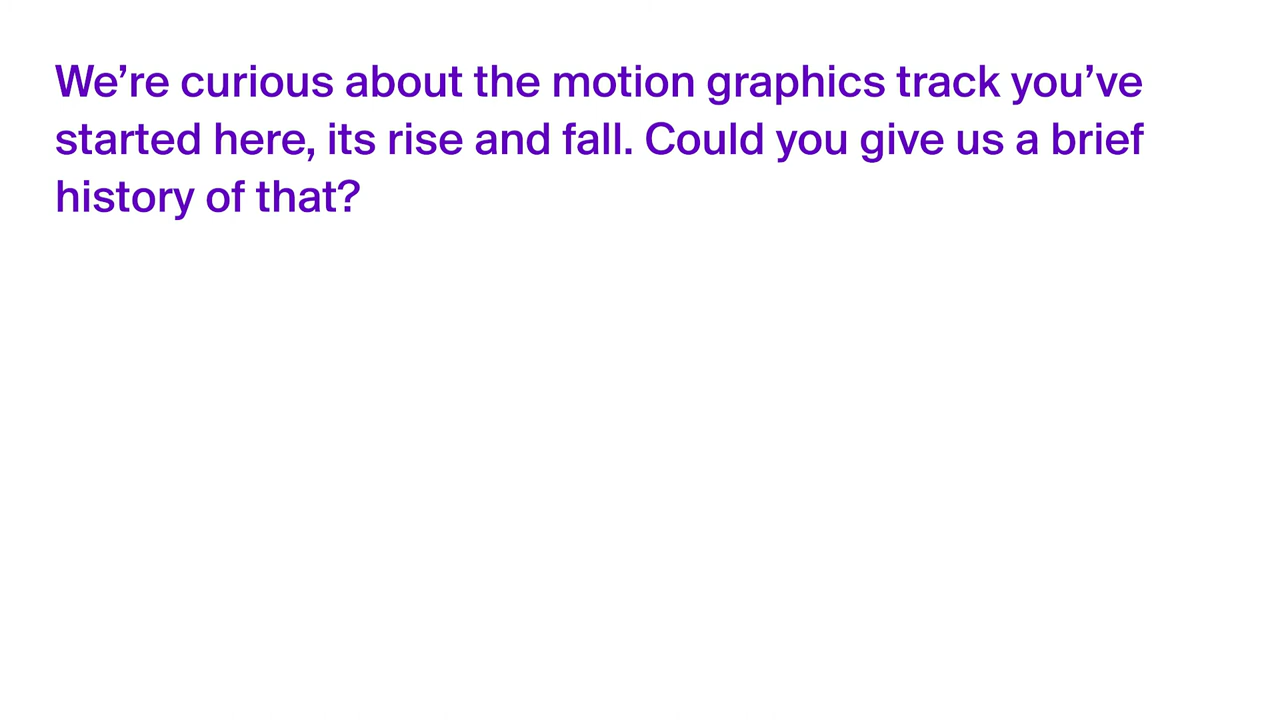 We’re curious about the motion graphics track you’ve
started here, its rise and fall. Could you give us a brief
history of that?